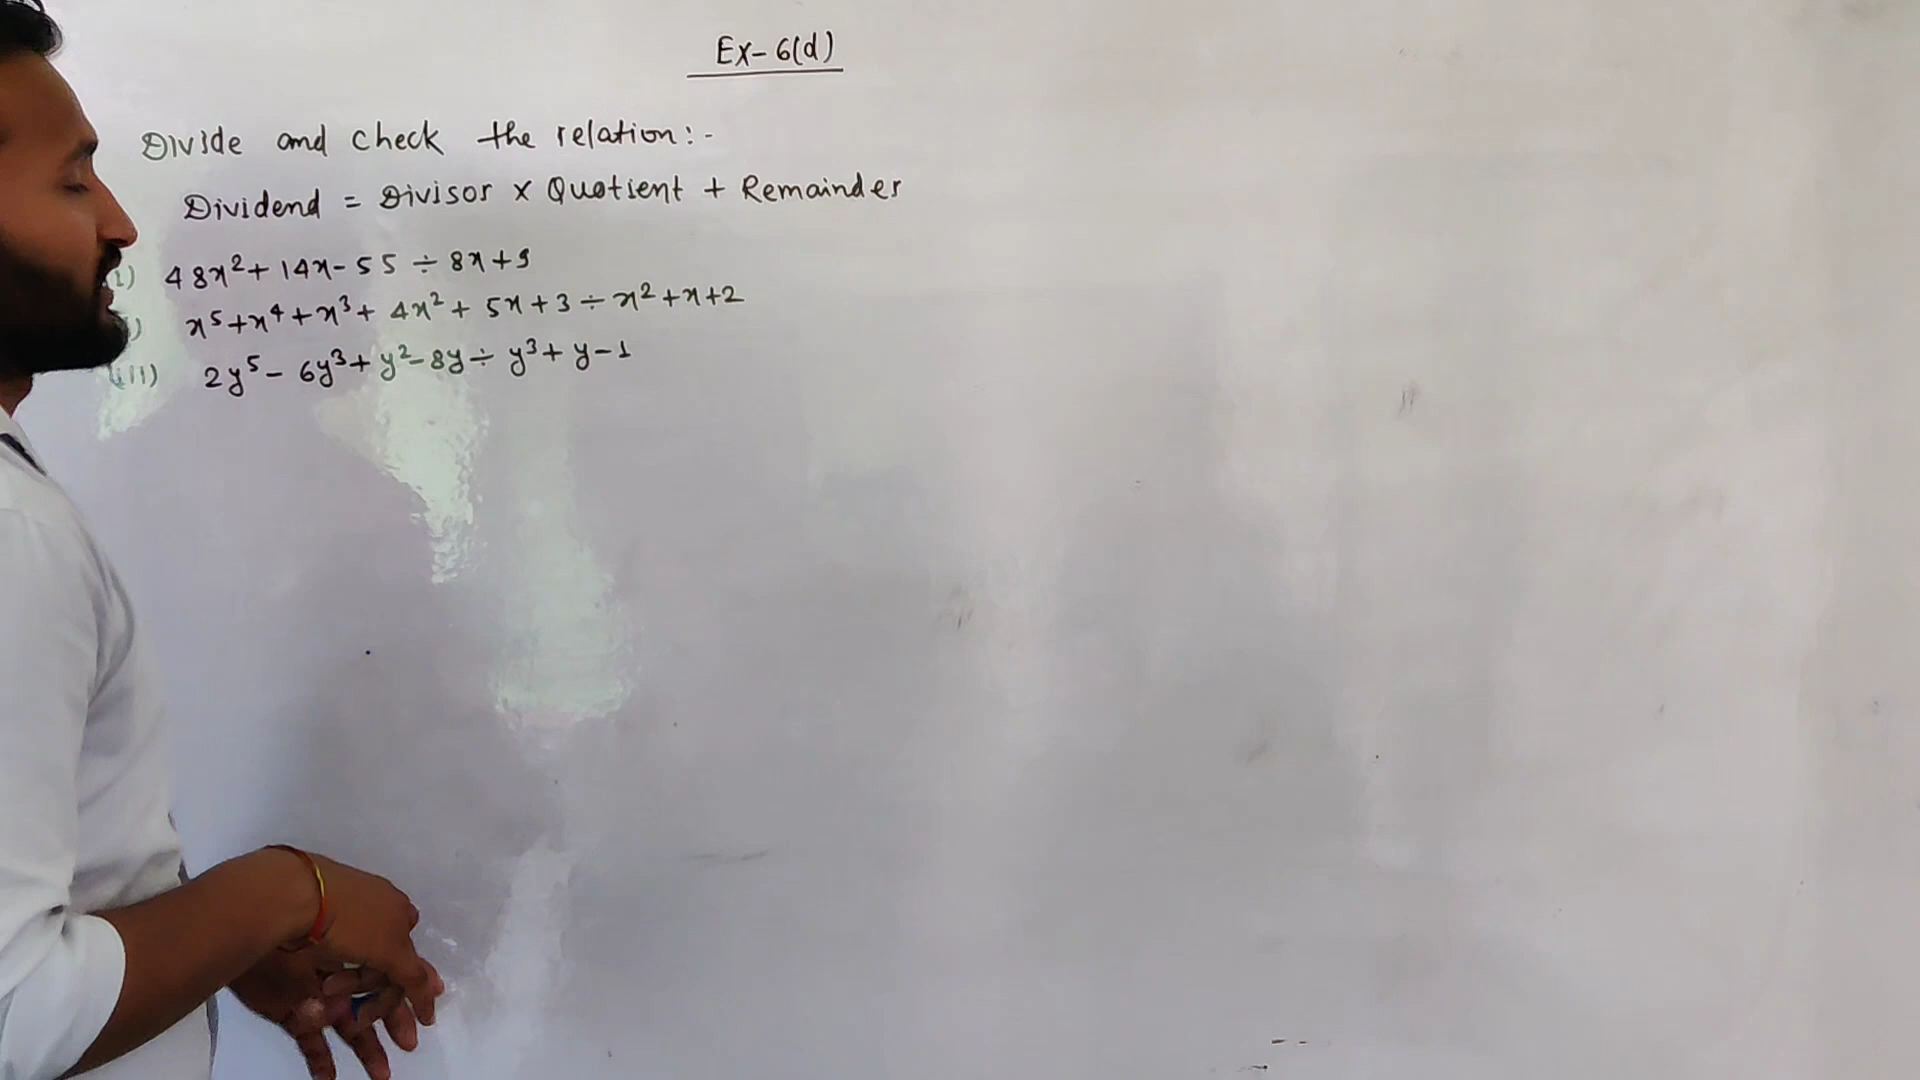 Ex- 6(d)
Divide and check the relation:-
Dividend = Divisor x Quotient + Remainder
i) 48x² + 14x - 55 ÷ 8x + 9
) x⁵ + x⁴ + x³ + 4x² + 5x + 3 ÷ x² + x + 2
iii) 2y⁵ - 6y³ + y² - 8y ÷ y³ + y - 1